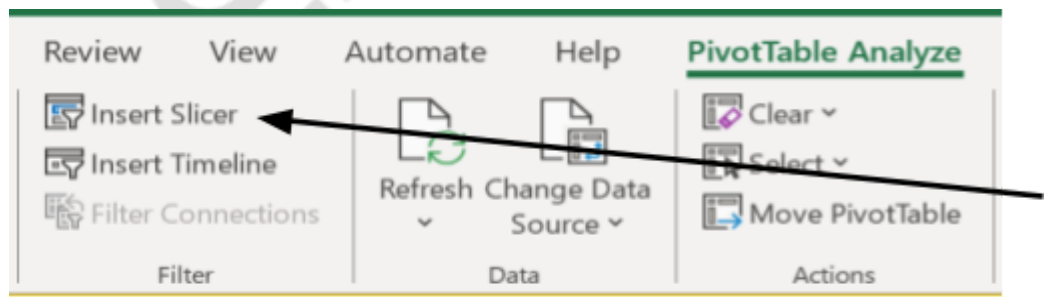 Review View Automate Help PivotTable Analyze
Insert Slicer
Insert Timeline
Filter Connections
Filter
Refresh
Change Data
Source
Data
Clear
Select
Move PivotTable
Actions